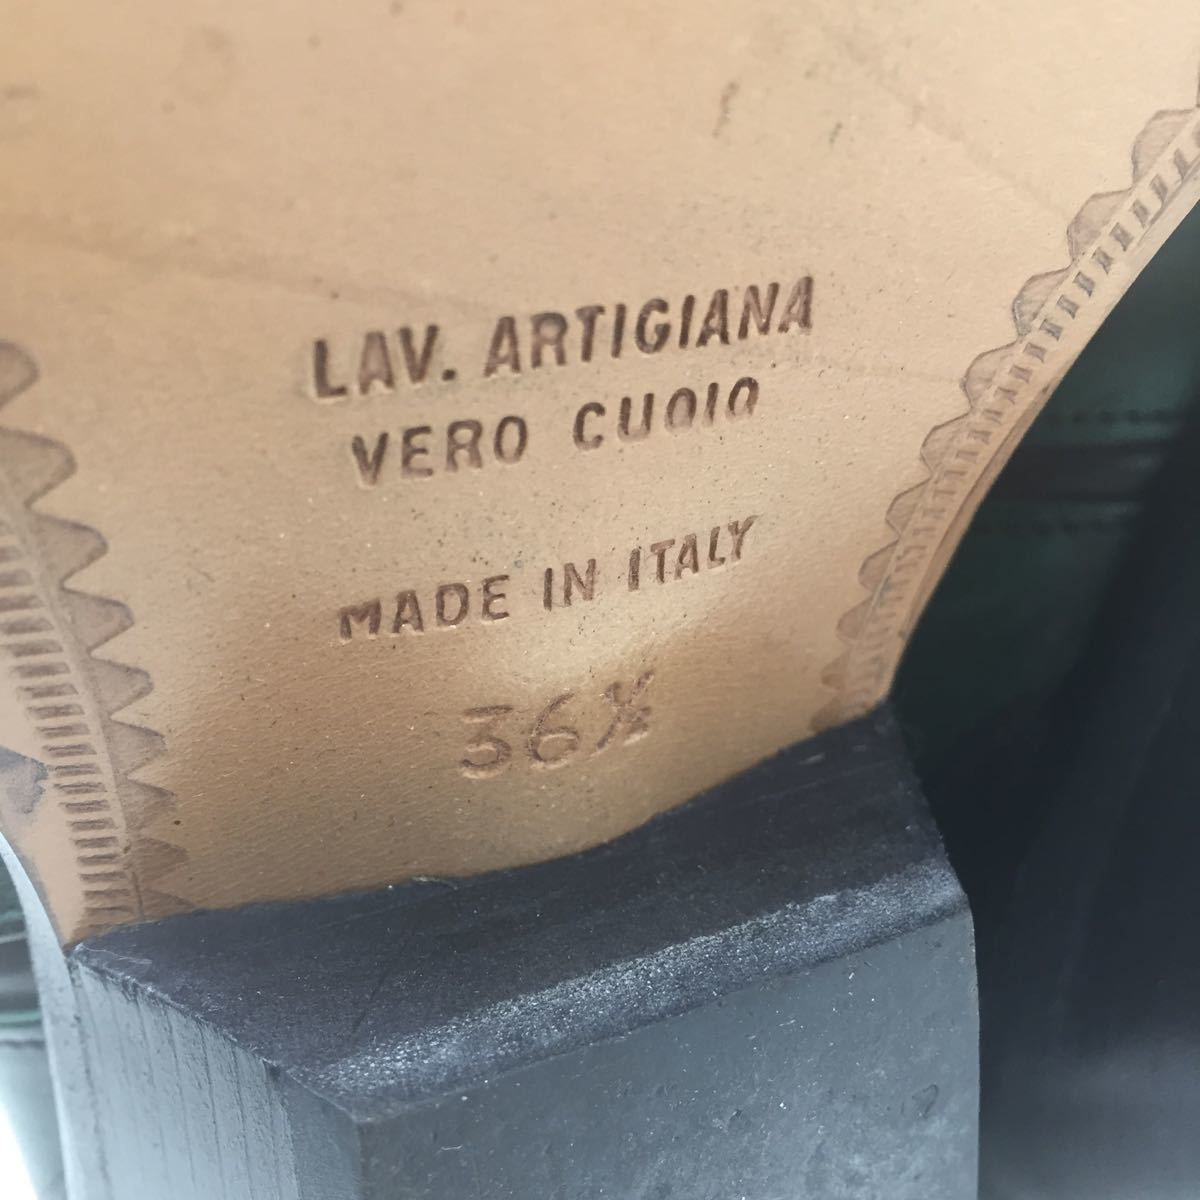 LAV. ARTIGIANA
VERO CUOIO
MADE IN ITALY
36½